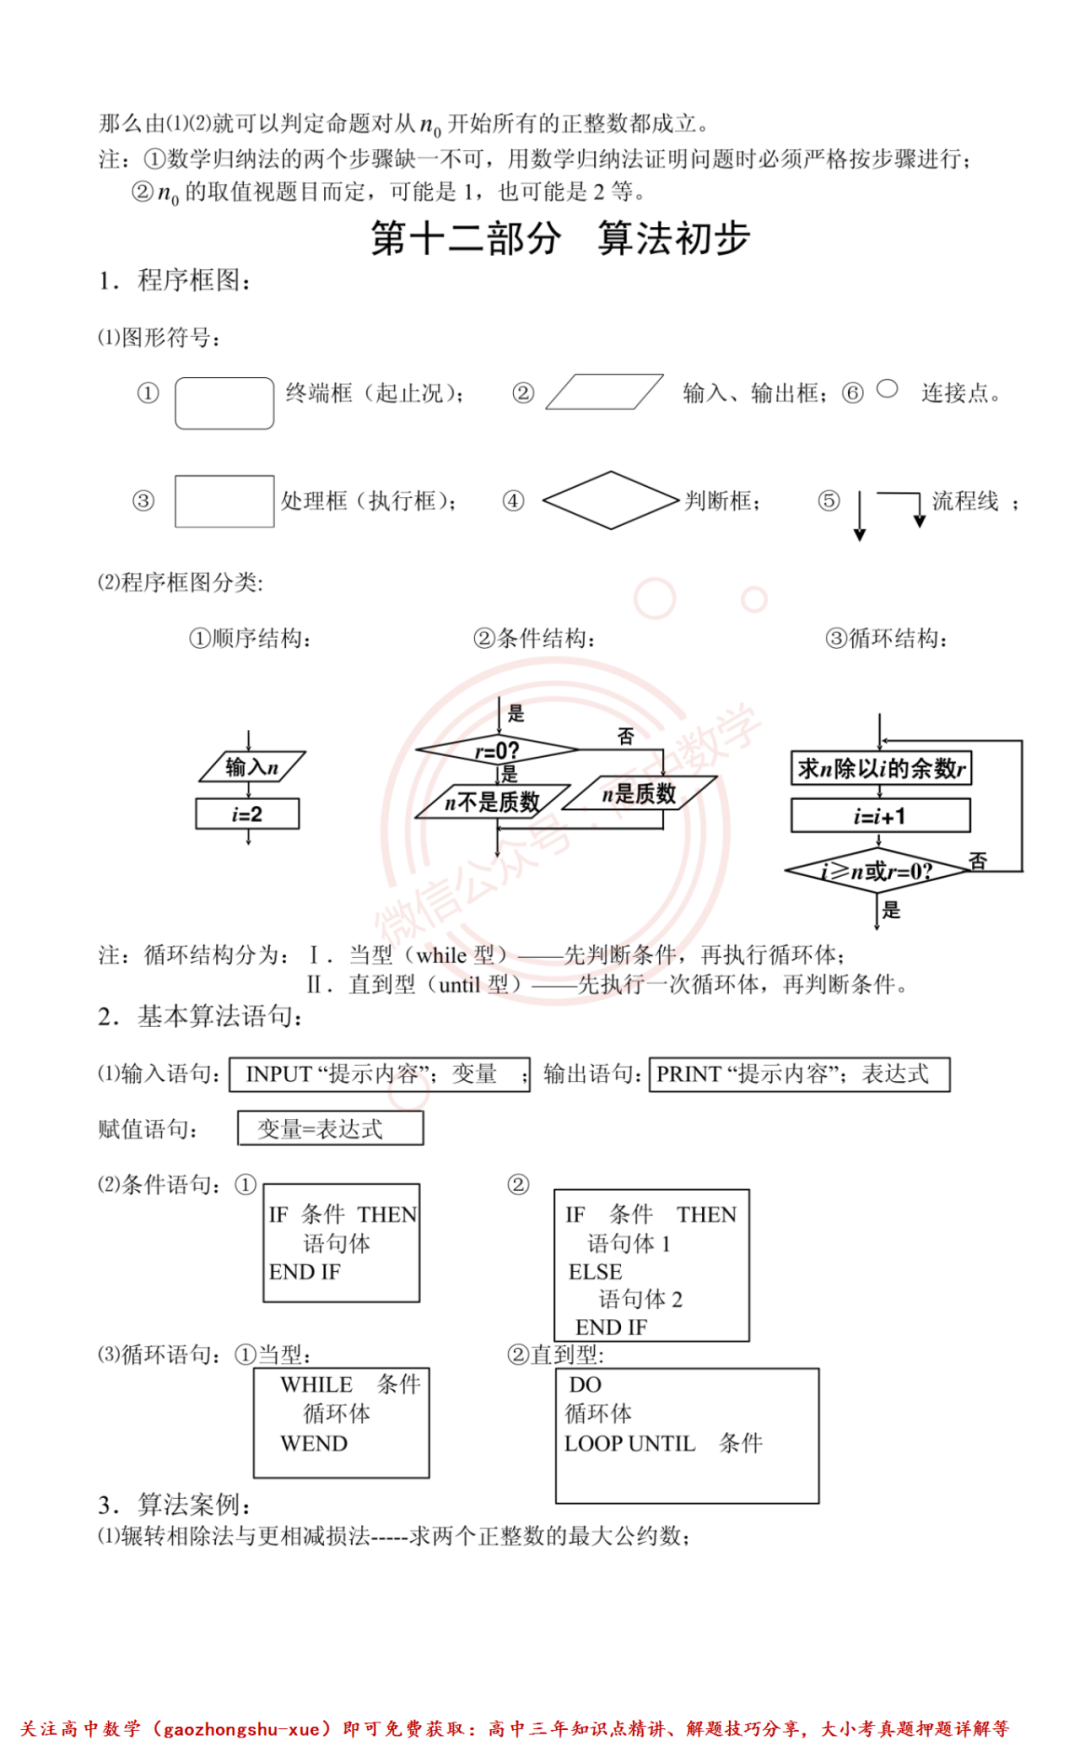 那么由⑴⑵就可以判定命题对从n0开始所有的正整数都成立。
注：①数学归纳法的两个步骤缺一不可，用数学归纳法证明问题时必须严格按步骤进行；
②n0的取值视题目而定，可能是1，也可能是2等。
第十二部分 算法初步
1．程序框图：
⑴图形符号：
① 终端框（起止况）； ② 输入、输出框；⑥ 连接点。
③ 处理框（执行框）； ④ 判断框； ⑤ 流程线 ；
⑵程序框图分类:
①顺序结构： ②条件结构： ③循环结构：
输入n
i=2
是
r=0?
否
是
n不是质数
n是质数
求n除以i的余数r
i=i+1
i≥n或r=0?
否
是
注：循环结构分为：Ⅰ．当型（while 型）——先判断条件，再执行循环体；
Ⅱ．直到型（until 型）——先执行一次循环体，再判断条件。
2．基本算法语句：
⑴输入语句： INPUT “提示内容”；变量 ； 输出语句：PRINT “提示内容”；表达式
赋值语句： 变量=表达式
⑵条件语句：① ②
IF 条件 THEN
语句体
END IF
IF 条件 THEN
语句体 1
ELSE
语句体 2
END IF
⑶循环语句：①当型： ②直到型:
WHILE 条件
循环体
WEND
DO
循环体
LOOP UNTIL 条件
3．算法案例：
⑴辗转相除法与更相减损法-----求两个正整数的最大公约数；
微信公众号：高中数学
关注高中数学（gaozhongshu-xue）即可免费获取：高中三年知识点精讲、解题技巧分享，大小考真题押题详解等